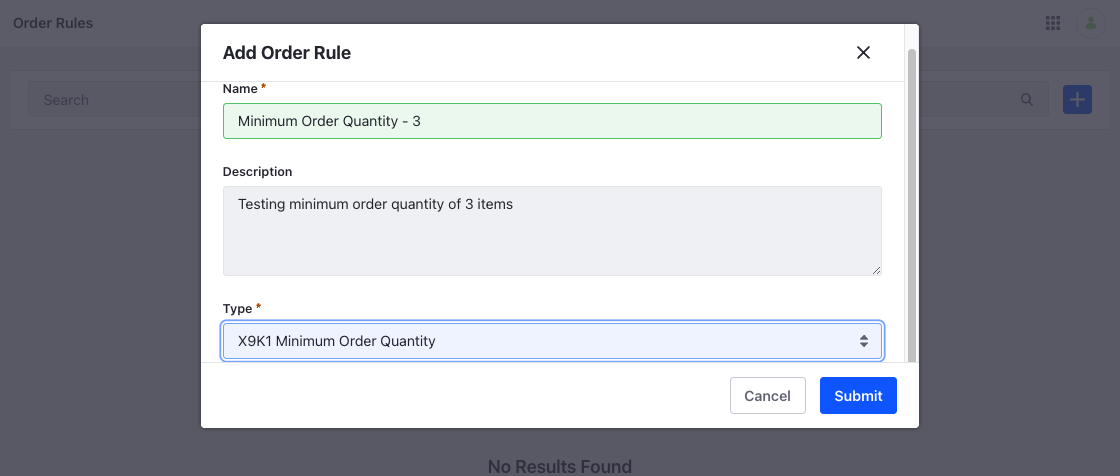 Order Rules
Add Order Rule
Search
Name *
Minimum Order Quantity - 3
Description
Testing minimum order quantity of 3 items
Type *
X9K1 Minimum Order Quantity
Cancel
Submit
No Results Found